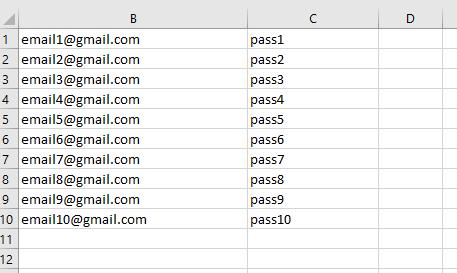 B C D
1 email1@gmail.com pass1
2 email2@gmail.com pass2
3 email3@gmail.com pass3
4 email4@gmail.com pass4
5 email5@gmail.com pass5
6 email6@gmail.com pass6
7 email7@gmail.com pass7
8 email8@gmail.com pass8
9 email9@gmail.com pass9
10 email10@gmail.com pass10
11
12